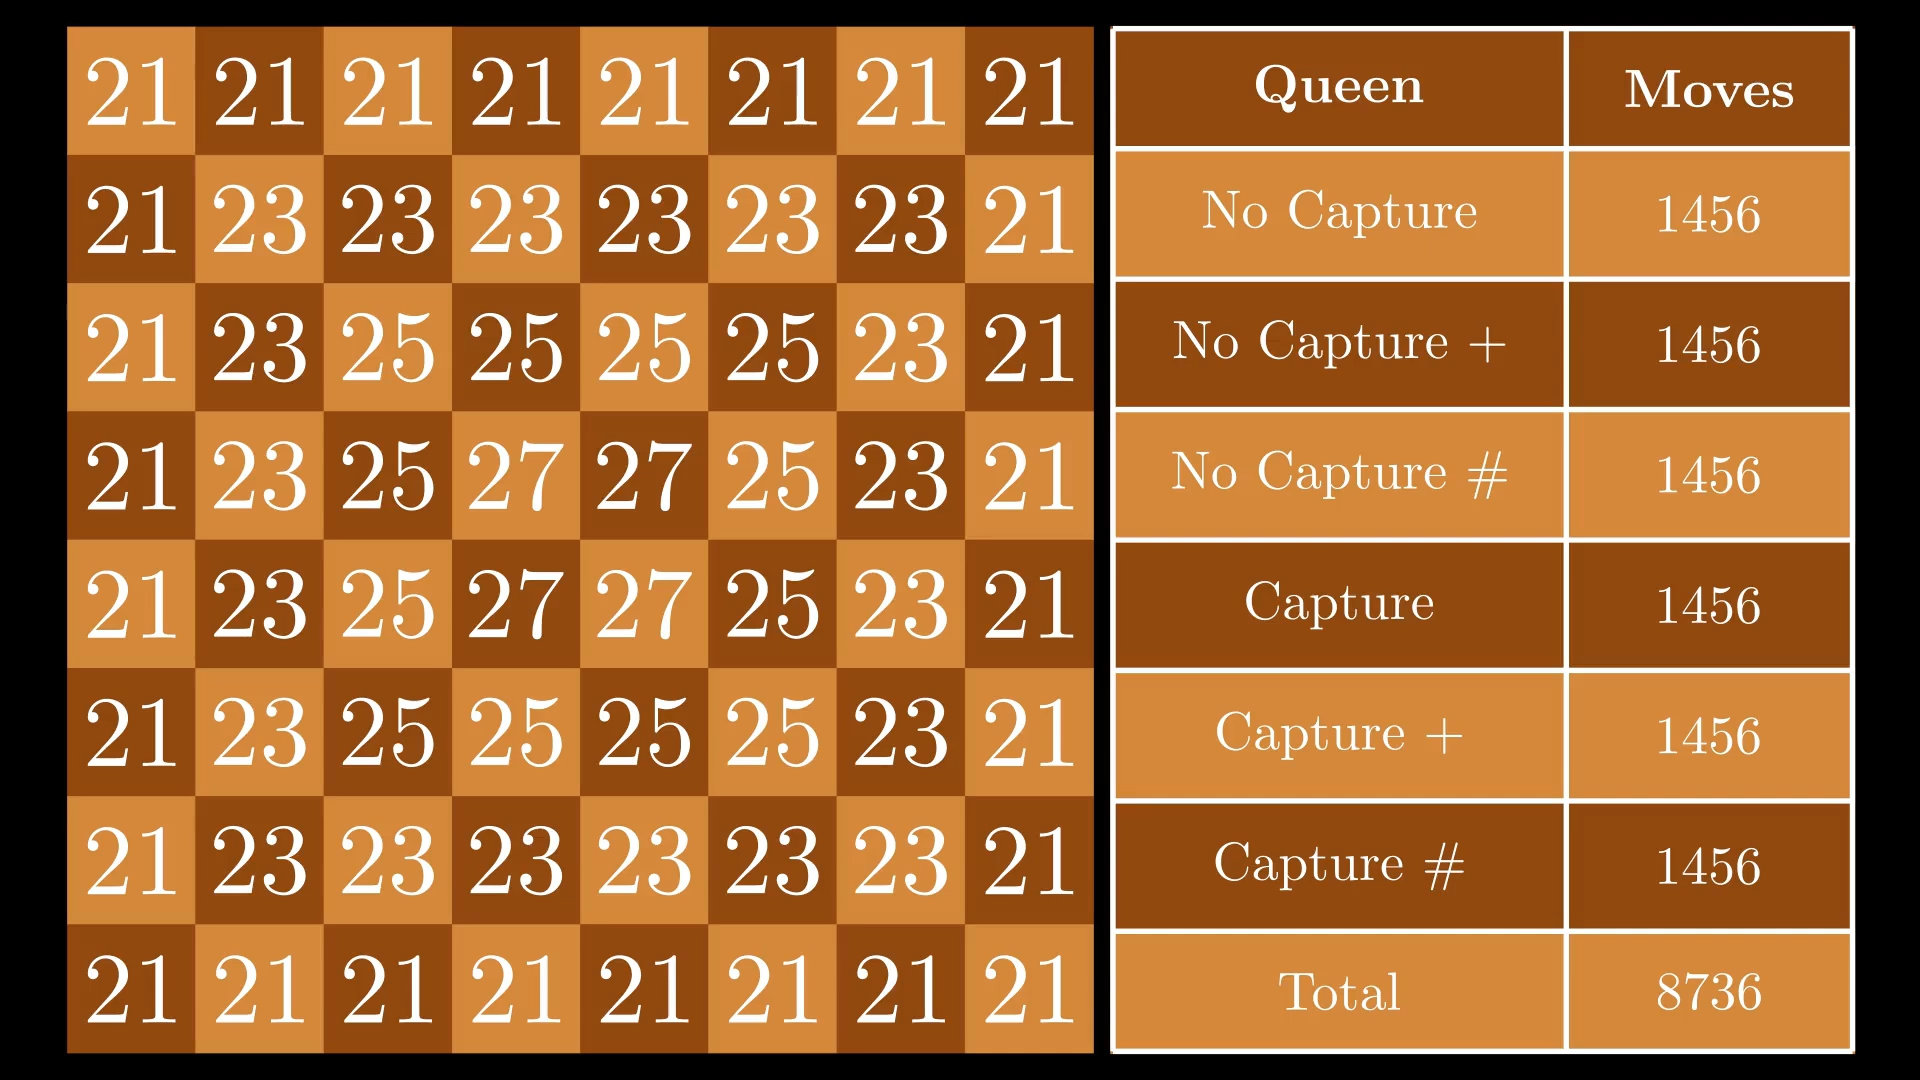 21 21 21 21 21 21 21 21
21 23 23 23 23 23 23 21
21 23 25 25 25 25 23 21
21 23 25 27 27 25 23 21
21 23 25 27 27 25 23 21
21 23 25 25 25 25 23 21
21 23 23 23 23 23 23 21
21 21 21 21 21 21 21 21
Queen Moves
No Capture 1456
No Capture + 1456
No Capture # 1456
Capture 1456
Capture + 1456
Capture # 1456
Total 8736